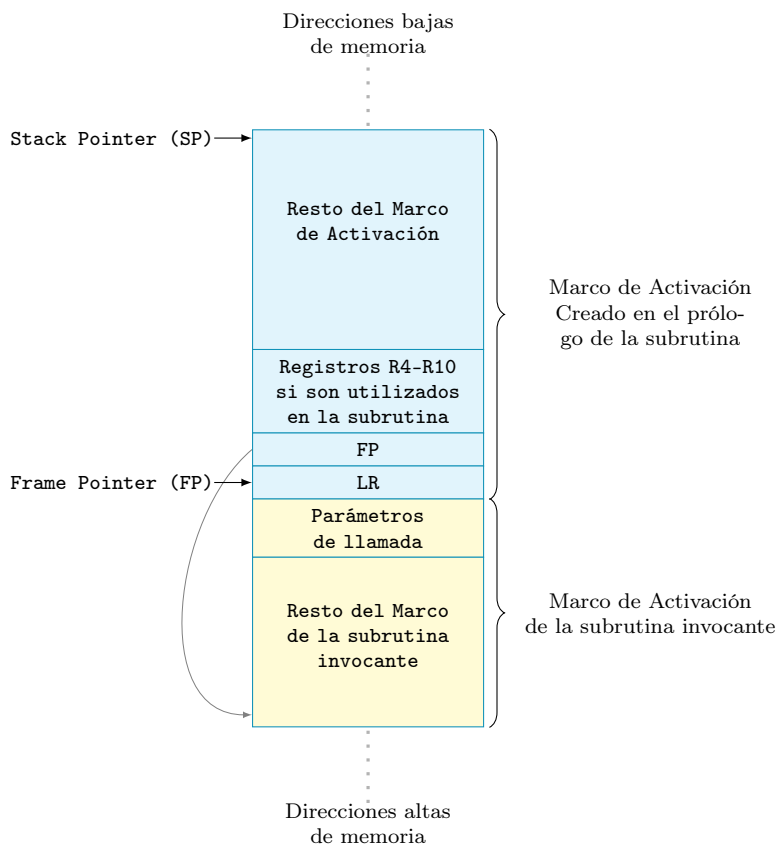 Direcciones bajas
de memoria
Stack Pointer (SP)
Resto del Marco
de Activación
Marco de Activación
Creado en el prólo-
go de la subrutina
Registros R4-R10
si son utilizados
en la subrutina
FP
Frame Pointer (FP)
LR
Parámetros
de llamada
Resto del Marco
de la subrutina
invocante
Marco de Activación
de la subrutina invocante
Direcciones altas
de memoria